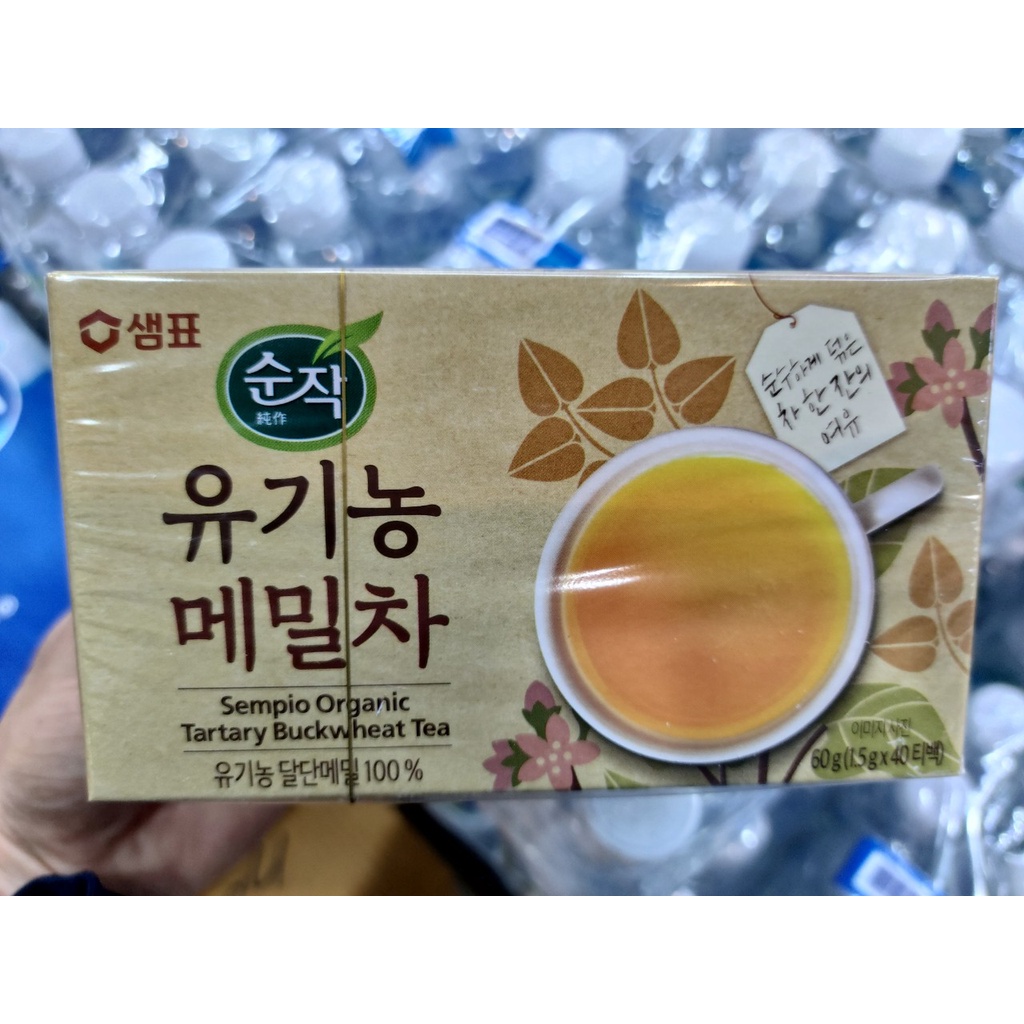 샘표
순작
純作
유기농
메밀차
Sempio Organic
Tartary Buckwheat Tea
유기농 달단메밀 100 %
순수하게 덖은
차 한 잔의
여유
이미지 사진
60g(1.5g x 40 티백)